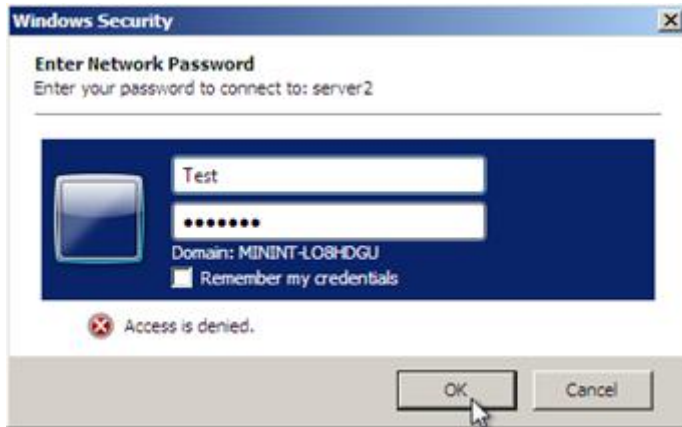 Windows Security
Enter Network Password
Enter your password to connect to: server2
Test
•••••••
Domain: MININT-LO8HDGU
Remember my credentials
Access is denied.
OK
Cancel